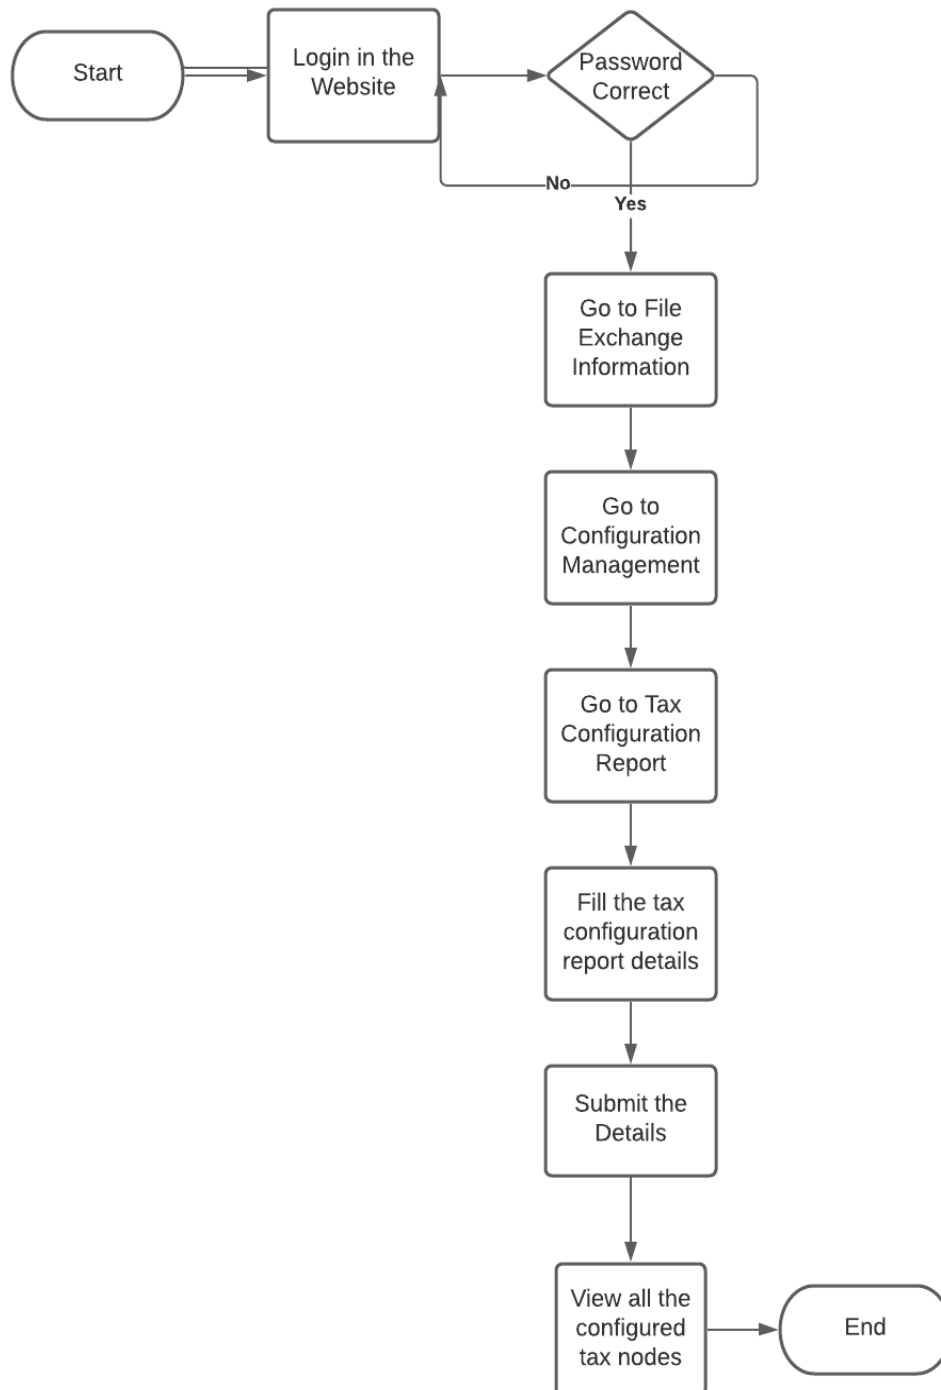 Start
Login in the
Website
Password
Correct
No
Yes
Go to File
Exchange
Information
Go to
Configuration
Management
Go to Tax
Configuration
Report
Fill the tax
configuration
report details
Submit the
Details
View all the
configured
tax nodes
End